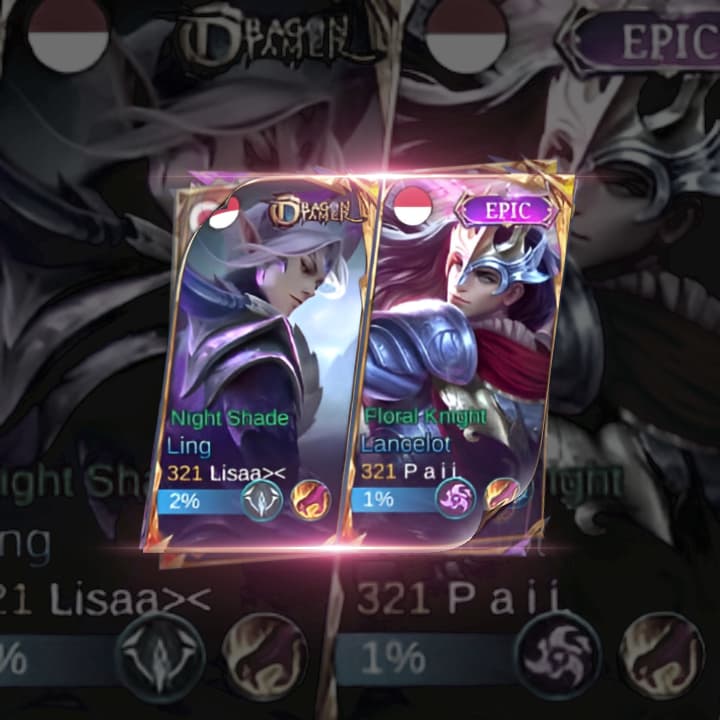 DRAGON
TAMER
EPIC
DRAGON
TAMER
EPIC
Night Shade
Floral Knight
Ling
Lancelot
321 Lisaa><
321 P a i i
2%
1%
ight Sh
ight
ng
21 Lisaa><
321 P a i i
%
1%